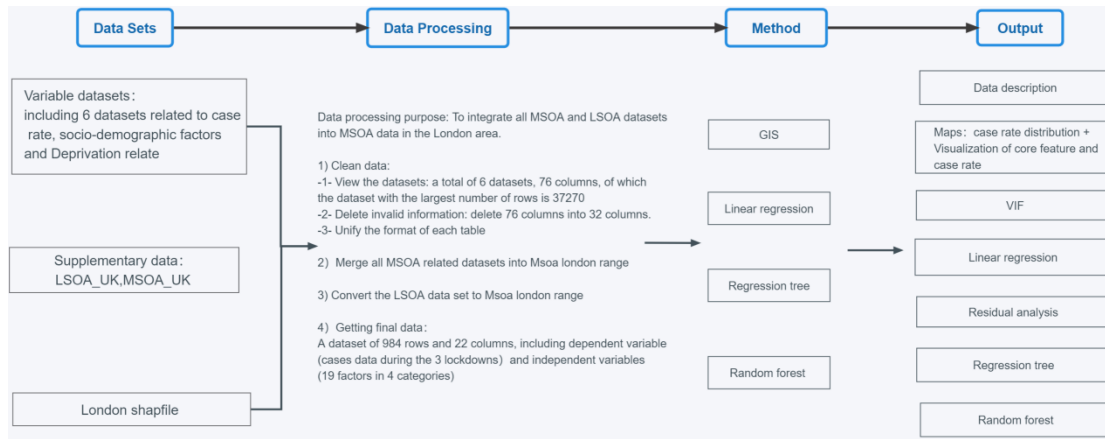 Data Sets
Data Processing
Method
Output
Variable datasets：
including 6 datasets related to case
rate, socio-demographic factors
and Deprivation relate
Supplementary data：
LSOA_UK,MSOA_UK
London shapfile
Data processing purpose: To integrate all MSOA and LSOA datasets
into MSOA data in the London area.
1) Clean data:
-1- View the datasets: a total of 6 datasets, 76 columns, of which
the dataset with the largest number of rows is 37270
-2- Delete invalid information: delete 76 columns into 32 columns.
-3- Unify the format of each table
2）Merge all MSOA related datasets into Msoa london range
3) Convert the LSOA data set to Msoa london range
4）Getting final data：
A dataset of 984 rows and 22 columns, including dependent variable
(cases data during the 3 lockdowns）and independent variables
(19 factors in 4 categories)
GIS
Linear regression
Regression tree
Random forest
Data description
Maps：case rate distribution +
Visualization of core feature and
case rate
VIF
Linear regression
Residual analysis
Regression tree
Random forest